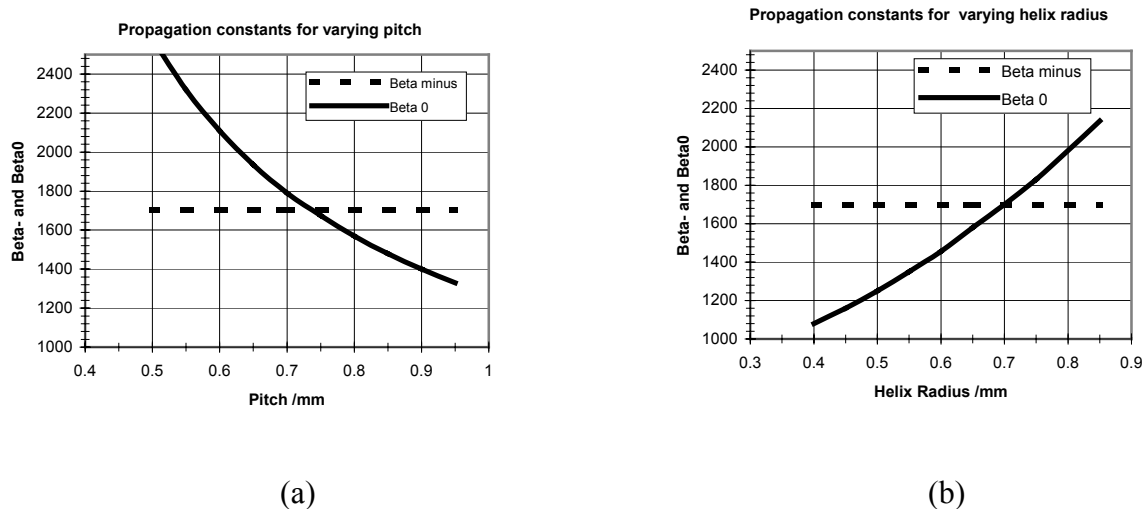 Propagation constants for varying pitch
2400
2200
2000
1800
1600
1400
1200
1000
Beta- and Beta0
Beta minus
Beta 0
0.4 0.5 0.6 0.7 0.8 0.9 1
Pitch /mm
(a)
Propagation constants for varying helix radius
2400
2200
2000
1800
1600
1400
1200
1000
Beta- and Beta0
Beta minus
Beta 0
0.3 0.4 0.5 0.6 0.7 0.8 0.9
Helix Radius /mm
(b)